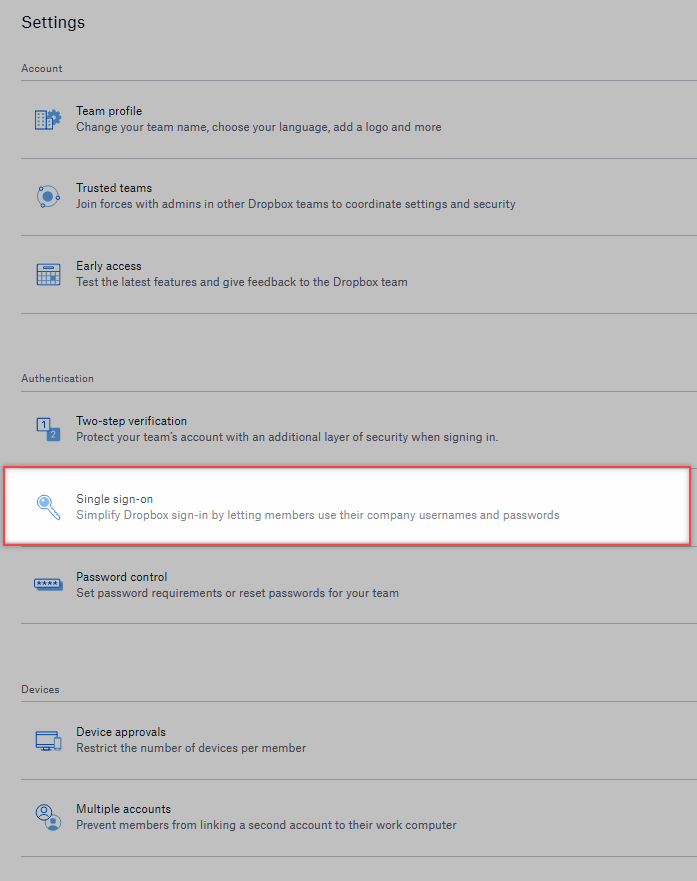 Settings
Account
Team profile
Change your team name, choose your language, add a logo and more
Trusted teams
Join forces with admins in other Dropbox teams to coordinate settings and security
Early access
Test the latest features and give feedback to the Dropbox team
Authentication
1
2
Two-step verification
Protect your team's account with an additional layer of security when signing in.
Single sign-on
Simplify Dropbox sign-in by letting members use their company usernames and passwords
Password control
****
Set password requirements or reset passwords for your team
Devices
Device approvals
Restrict the number of devices per member
Multiple accounts
Prevent members from linking a second account to their work computer